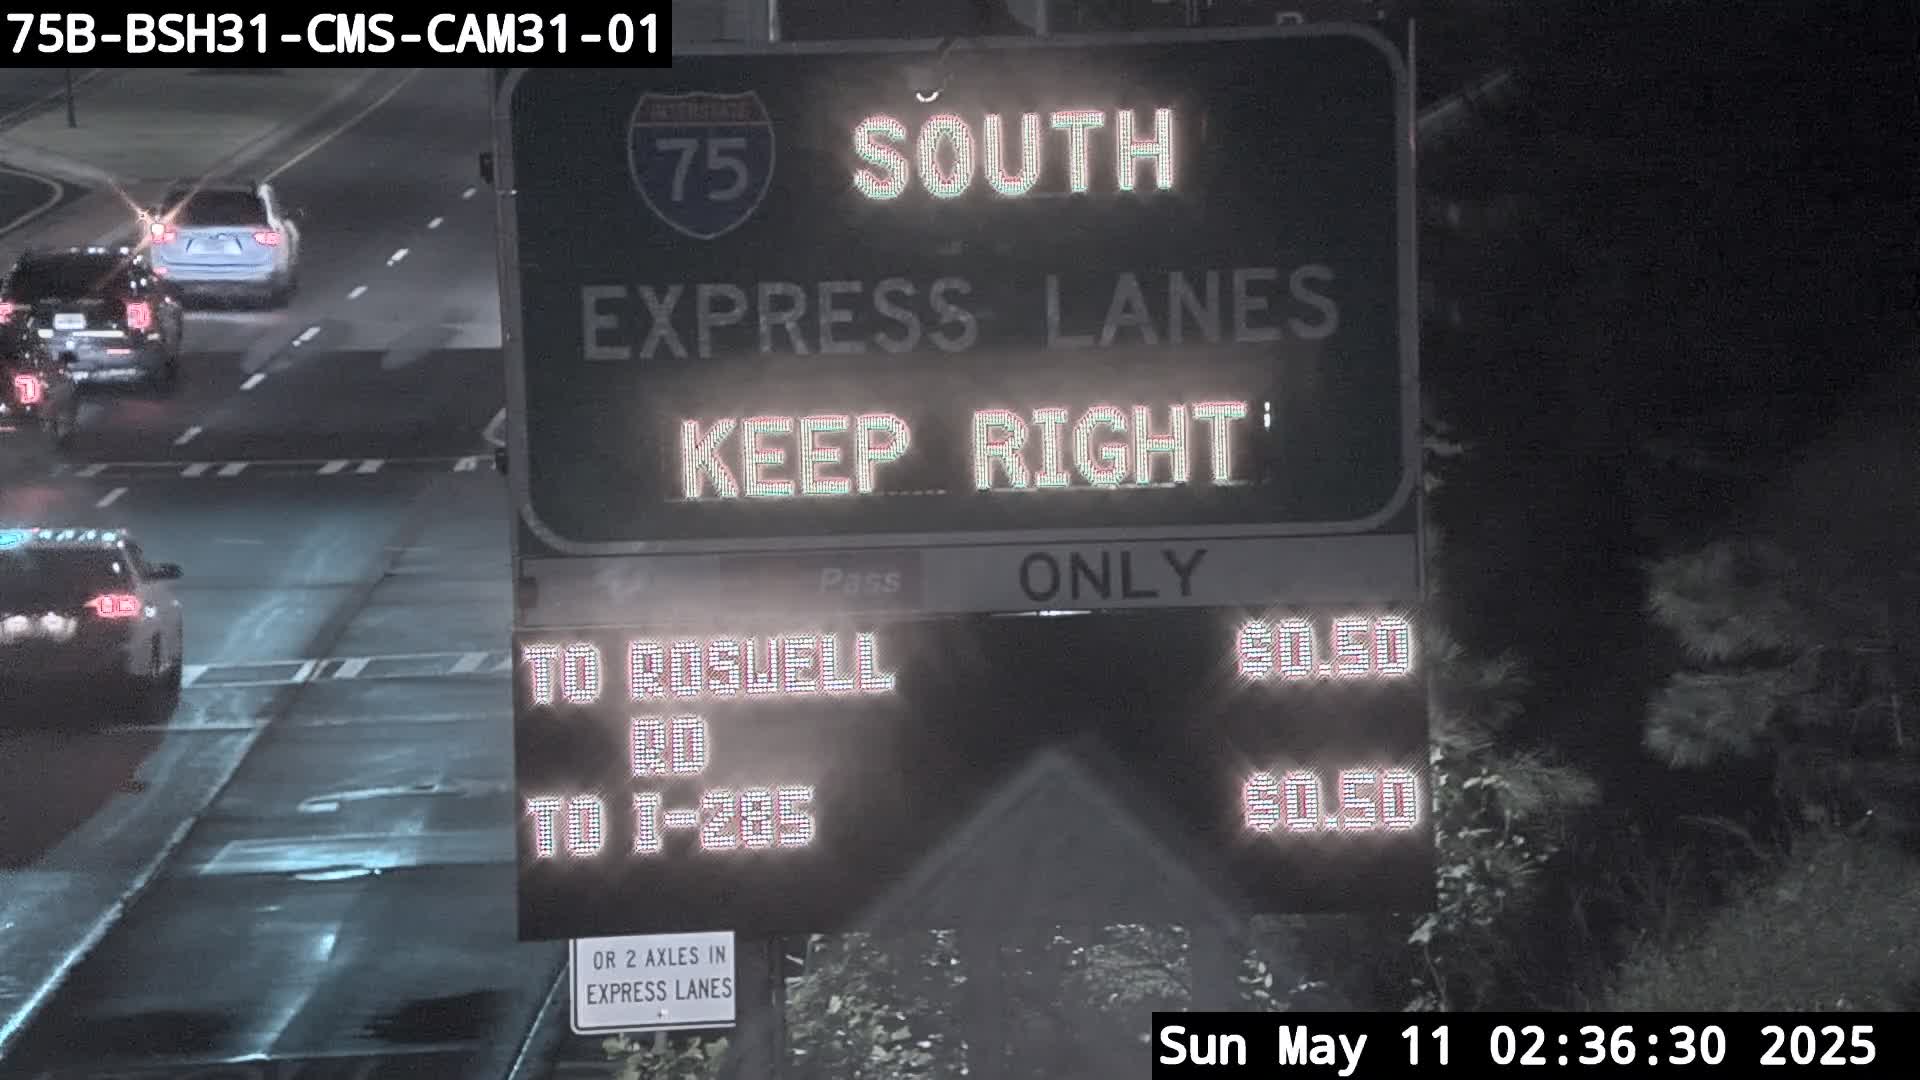 75B-BSH31-CMS-CAM31-01
INTERSTATE
75
SOUTH
EXPRESS LANES
KEEP RIGHT
Pass ONLY
TO ROSWELL $0.50
RD
TO I-285 $0.50
OR 2 AXLES IN
EXPRESS LANES
Sun May 11 02:36:30 2025